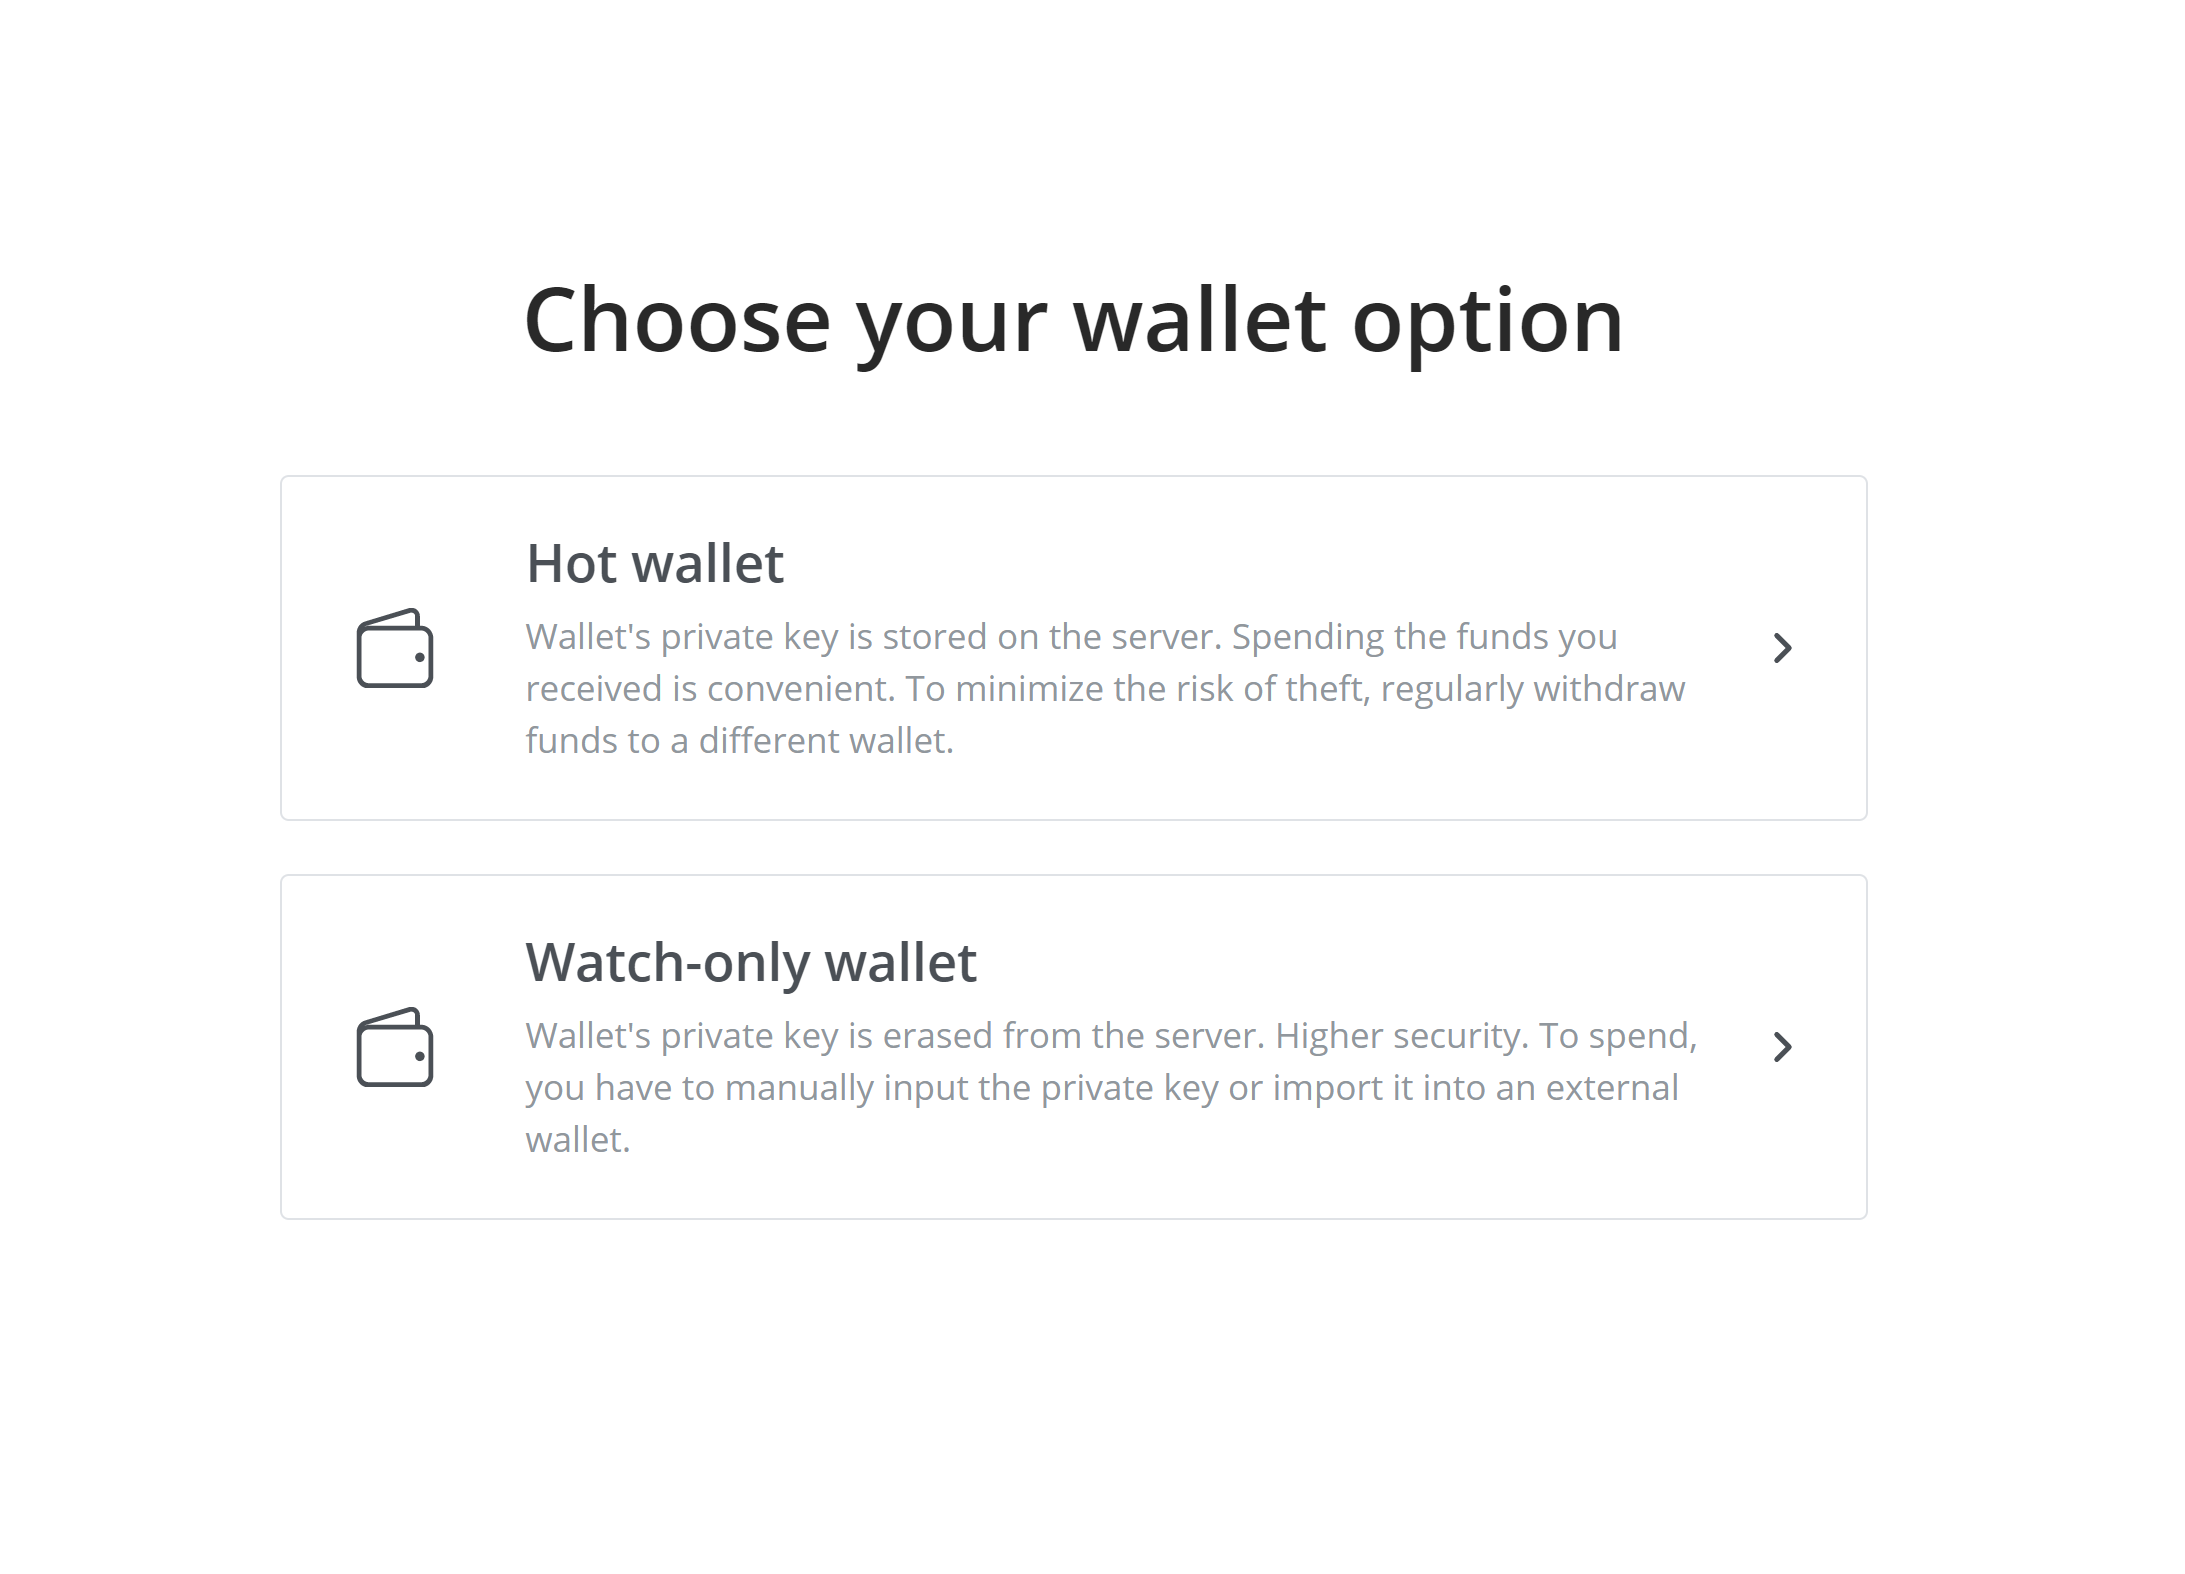 Choose your wallet option
Hot wallet
Wallet's private key is stored on the server. Spending the funds you
received is convenient. To minimize the risk of theft, regularly withdraw
funds to a different wallet.
Watch-only wallet
Wallet's private key is erased from the server. Higher security. To spend,
you have to manually input the private key or import it into an external
wallet.